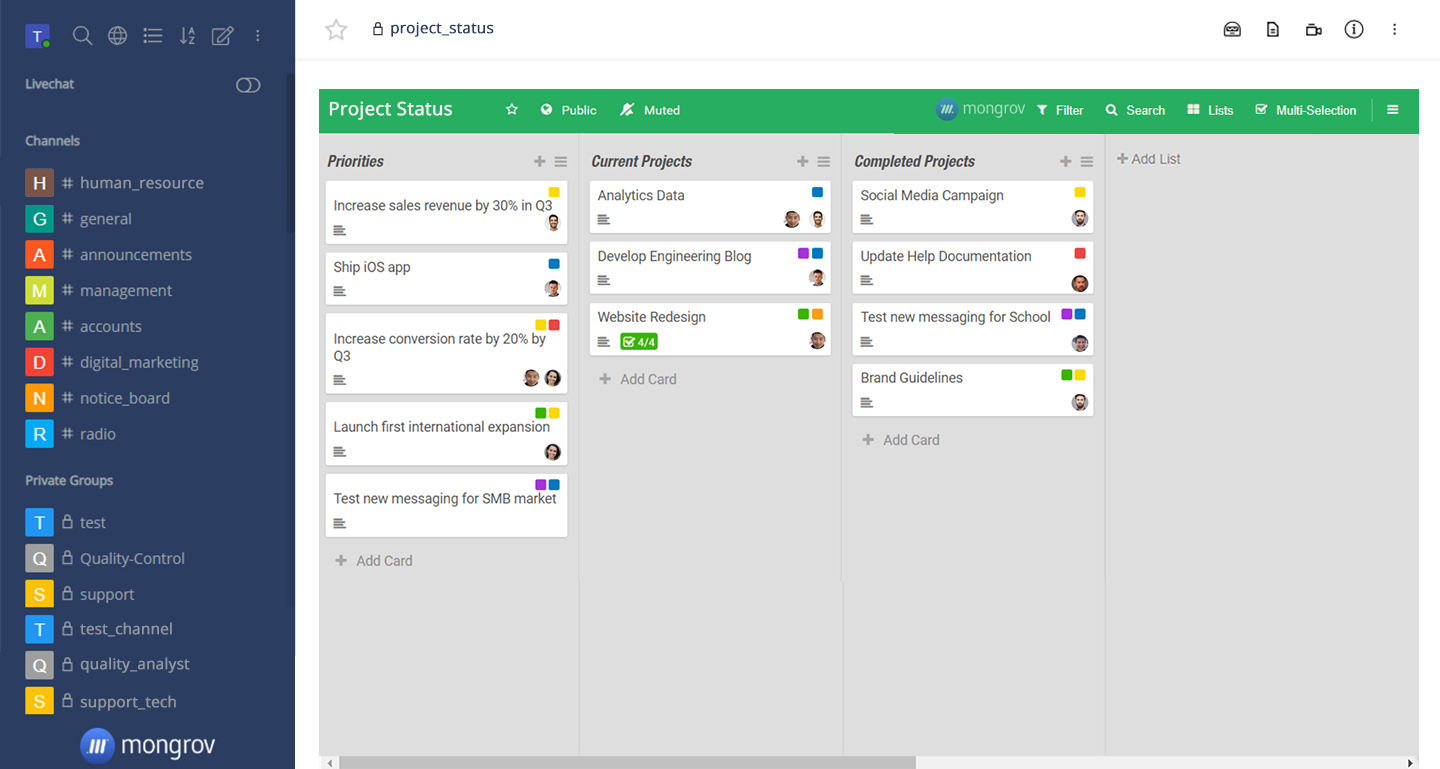 T
Livechat
Channels
H # human_resource
G # general
A # announcements
M # management
A # accounts
D # digital_marketing
N # notice_board
R # radio
Private Groups
T test
Q Quality-Control
S support
T test_channel
Q quality_analyst
S support_tech
mongrov
project_status
Project Status Public Muted mongrov Filter Search Lists Multi-Selection
Priorities
Increase sales revenue by 30% in Q3
Ship iOS app
Increase conversion rate by 20% by
Q3
Launch first international expansion
Test new messaging for SMB market
+ Add Card
Current Projects
Analytics Data
Develop Engineering Blog
Website Redesign
4/4
+ Add Card
Completed Projects
Social Media Campaign
Update Help Documentation
Test new messaging for School
Brand Guidelines
+ Add Card
+ Add List